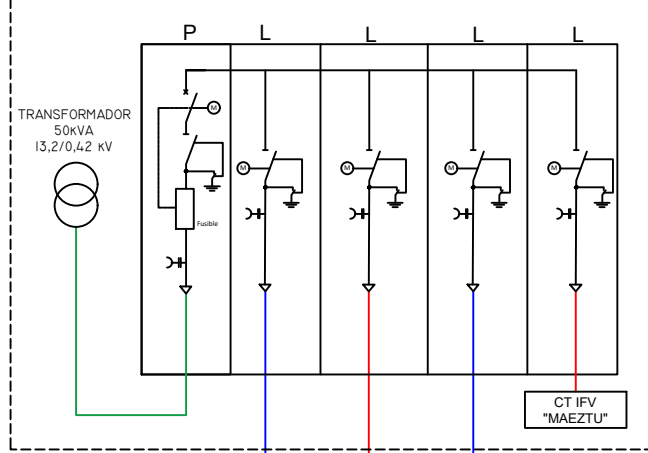 P
L
L
L
L
TRANSFORMADOR
50kVA
13,2/0,42 kV
M
M
M
M
M
Fusible
CT IFV
"MAEZTU"